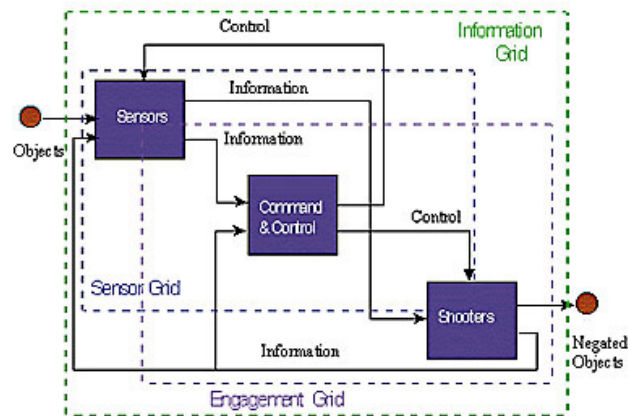 Control
Information
Grid
Sensors
Information
Objects
Information
Command
& Control
Control
Sensor Grid
Shooters
Information
Negated
Objects
Engagement Grid